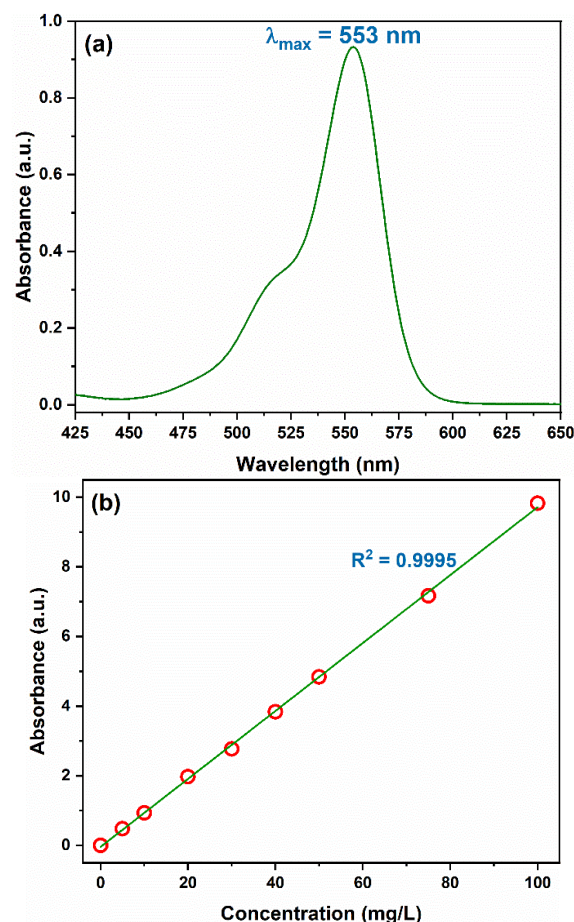 (a)
λmax = 553 nm
1.0
0.8
0.6
0.4
0.2
0.0
Absorbance (a.u.)
425 450 475 500 525 550 575 600 625 650
Wavelength (nm)
(b)
R² = 0.9995
10
8
6
4
2
0
Absorbance (a.u.)
0 20 40 60 80 100
Concentration (mg/L)